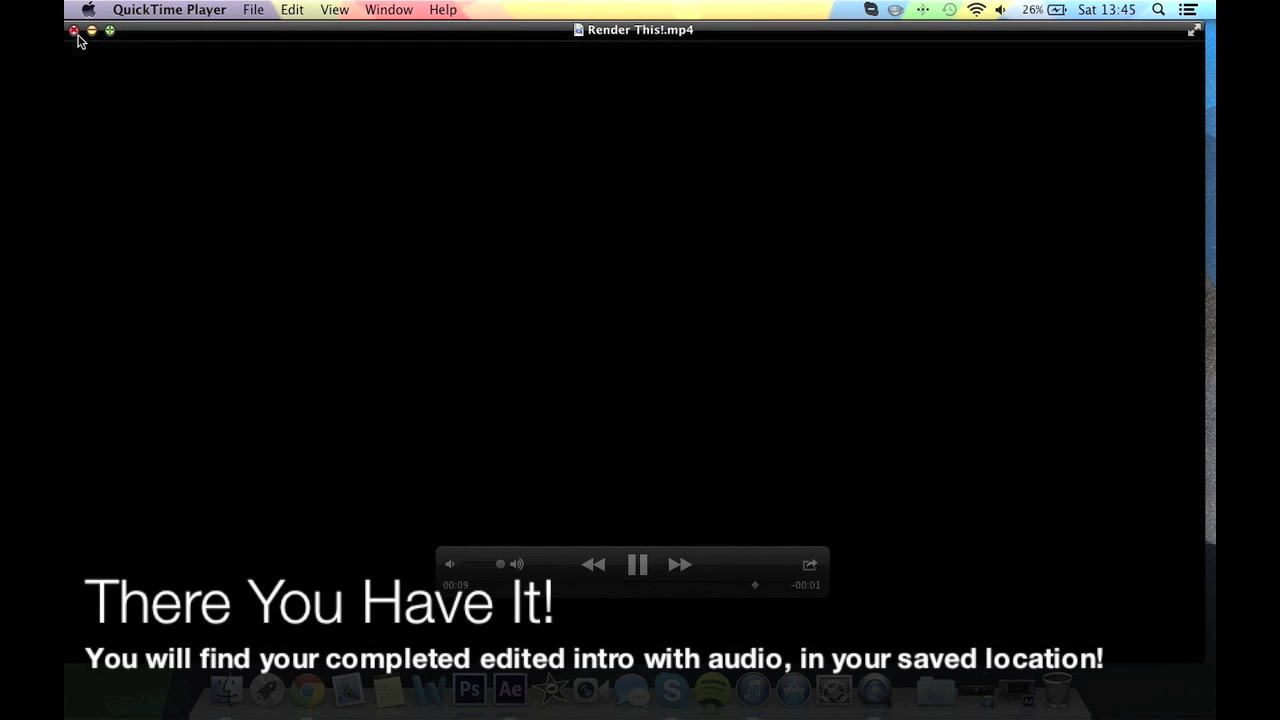 QuickTime Player File Edit View Window Help 26% Sat 13:45
Render This!.mp4
00:09 -00:01
There You Have It!
You will find your completed edited intro with audio, in your saved location!
Ps Ae